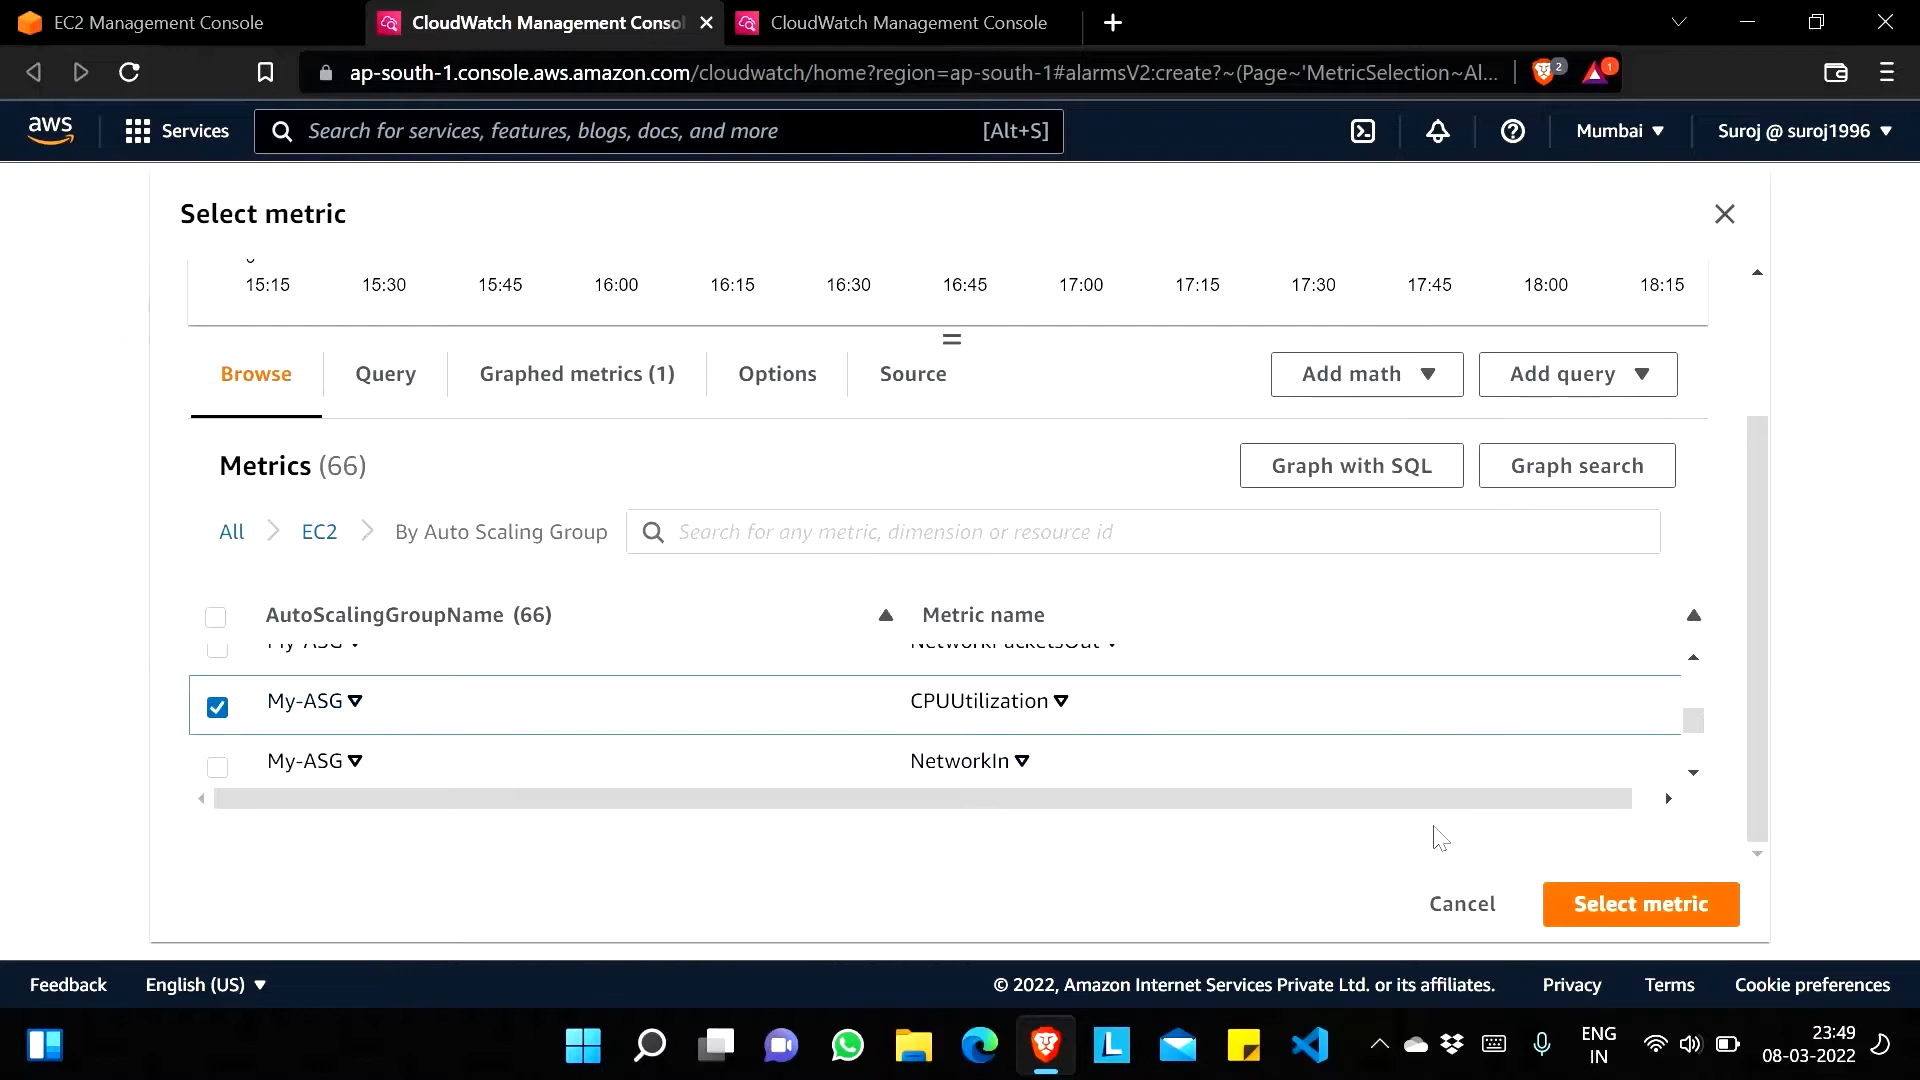 EC2 Management Console
CloudWatch Management Consol
CloudWatch Management Console
ap-south-1.console.aws.amazon.com/cloudwatch/home?region=ap-south-1#alarmsV2:create?~(Page~'MetricSelection~Al...
2
1
aws
Services
Search for services, features, blogs, docs, and more
[Alt+S]
Mumbai
Suroj @ suroj1996
Select metric
0
15:15 15:30 15:45 16:00 16:15 16:30 16:45 17:00 17:15 17:30 17:45 18:00 18:15
Browse
Query
Graphed metrics (1)
Options
Source
Add math
Add query
Metrics (66)
Graph with SQL
Graph search
All
EC2
By Auto Scaling Group
Search for any metric, dimension or resource id
AutoScalingGroupName (66)
Metric name
My-ASG
NetworkPacketsOut
My-ASG
CPUUtilization
My-ASG
NetworkIn
Cancel
Select metric
Feedback
English (US)
© 2022, Amazon Internet Services Private Ltd. or its affiliates.
Privacy
Terms
Cookie preferences
L
ENG
IN
23:49
08-03-2022